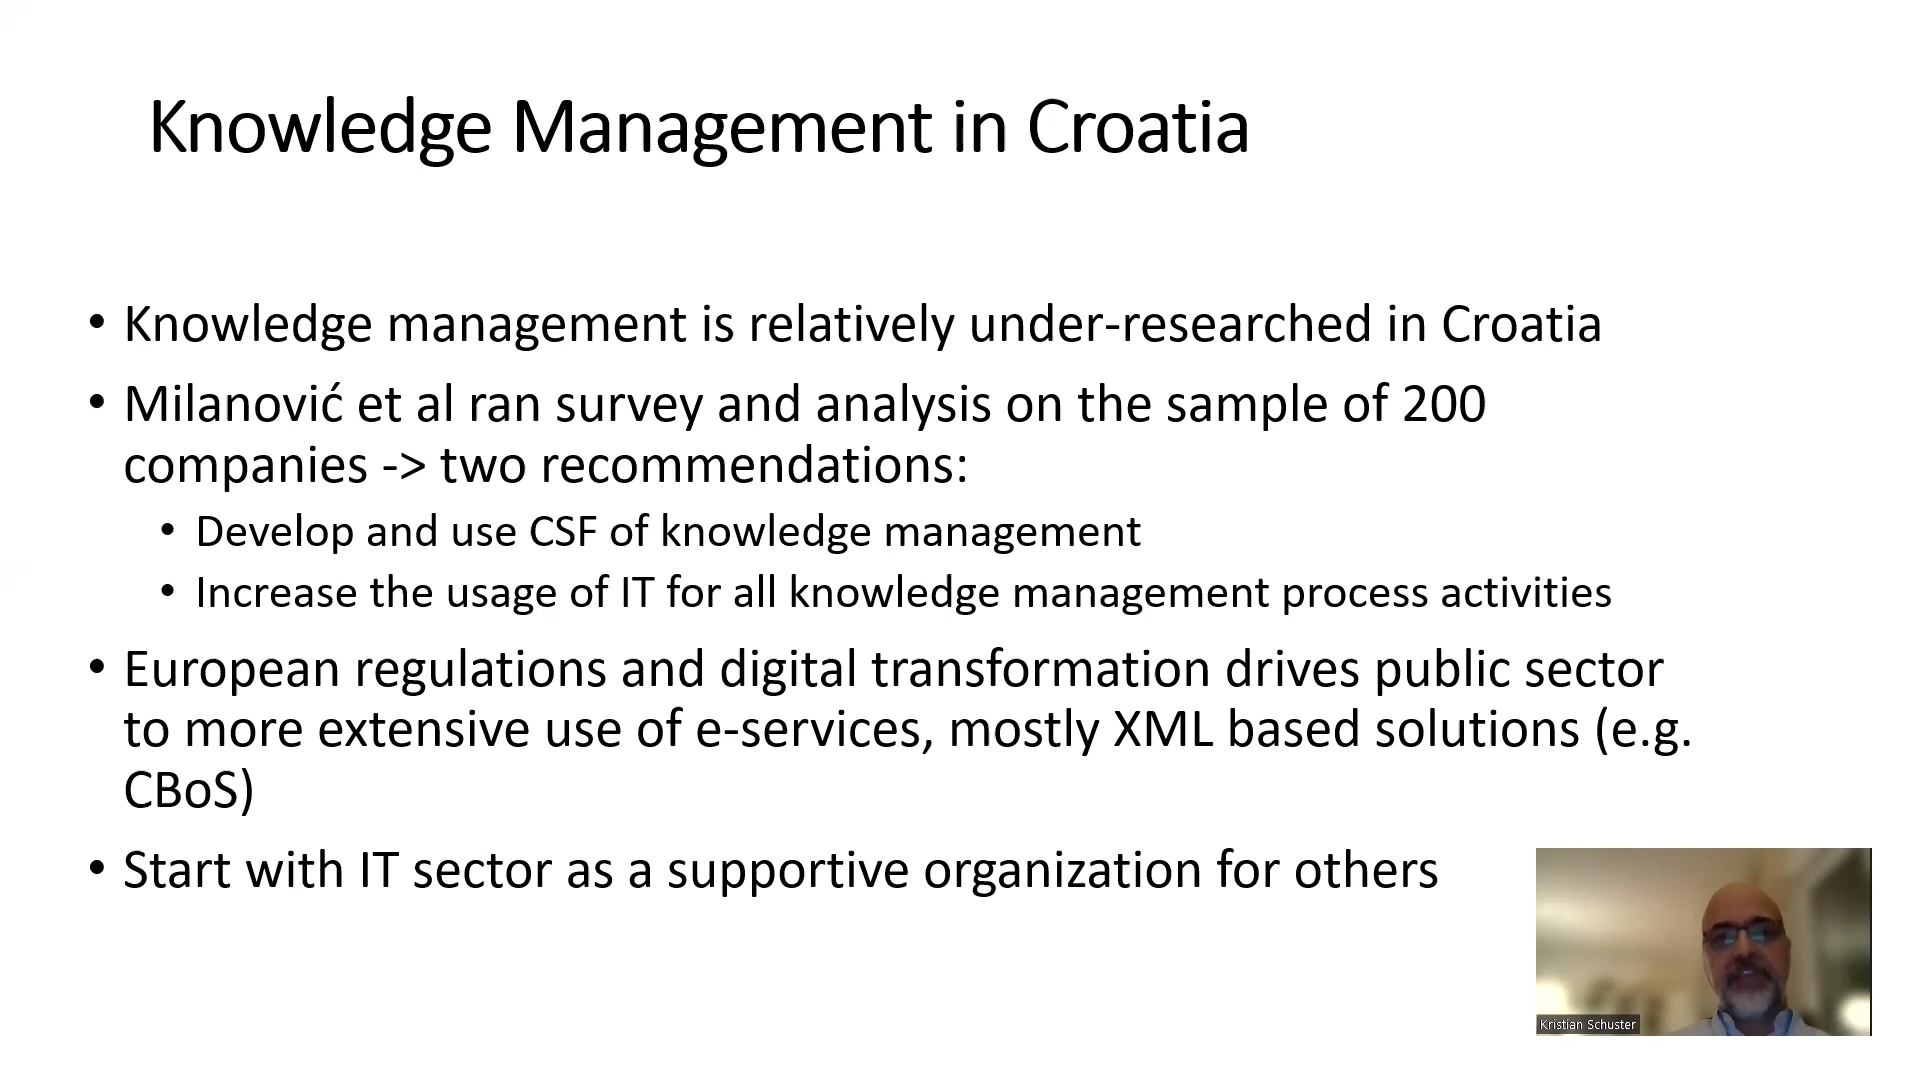 Knowledge Management in Croatia
• Knowledge management is relatively under-researched in Croatia
• Milanović et al ran survey and analysis on the sample of 200
companies -> two recommendations:
• Develop and use CSF of knowledge management
• Increase the usage of IT for all knowledge management process activities
• European regulations and digital transformation drives public sector
to more extensive use of e-services, mostly XML based solutions (e.g.
CBoS)
• Start with IT sector as a supportive organization for others
Kristian Schuster